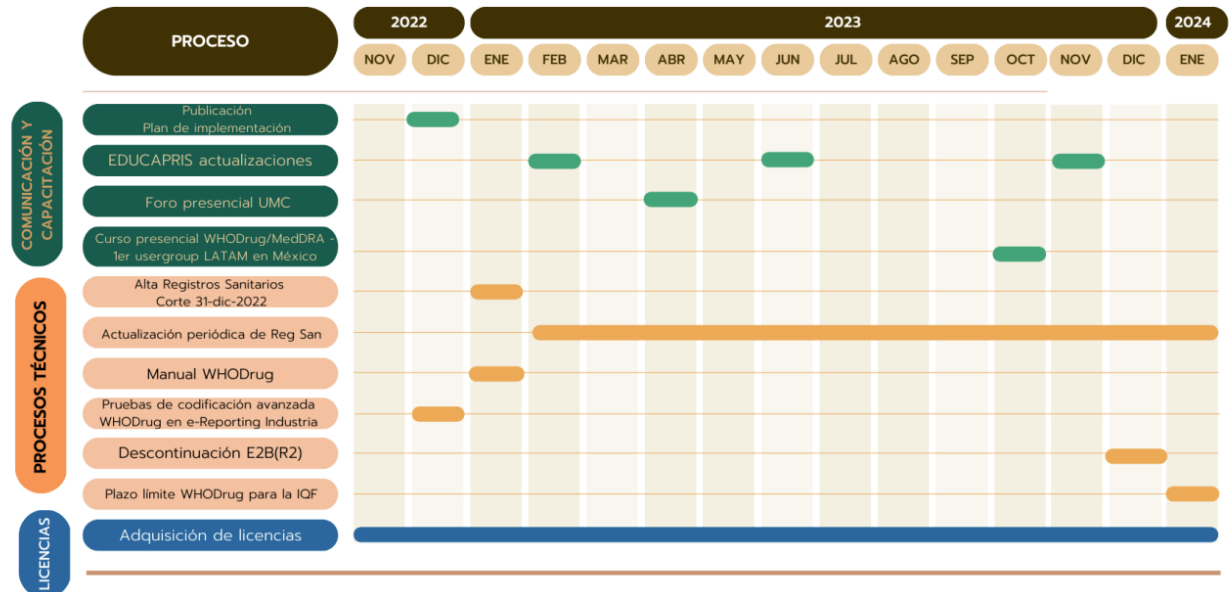 PROCESO
2022
2023
2024
NOV
DIC
ENE
FEB
MAR
ABR
MAY
JUN
JUL
AGO
SEP
OCT
NOV
DIC
ENE
COMUNICACIÓN Y
CAPACITACIÓN
Publicación
Plan de implementación
EDUCAPRIS actualizaciones
Foro presencial UMC
Curso presencial WHODrug/MedDRA -
1er usergroup LATAM en México
PROCESOS TÉCNICOS
Alta Registros Sanitarios
Corte 31-dic-2022
Actualización periódica de Reg San
Manual WHODrug
Pruebas de codificación avanzada
WHODrug en e-Reporting Industria
Descontinuación E2B(R2)
Plazo límite WHODrug para la IQF
LICENCIAS
Adquisición de licencias